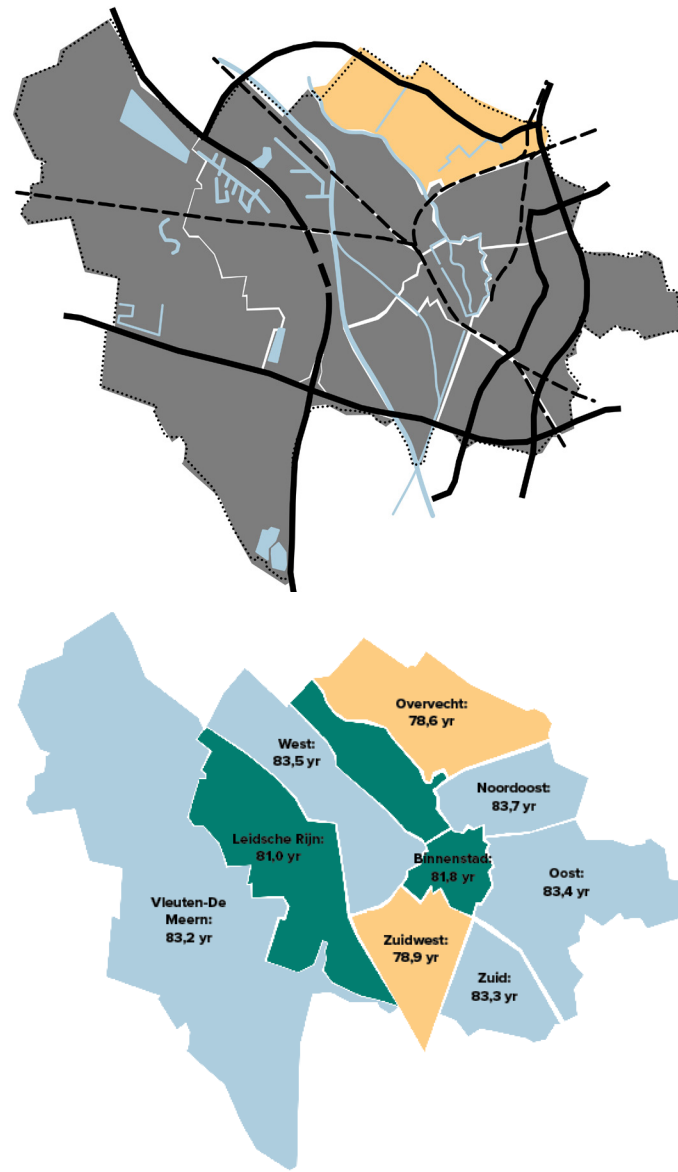 Overvecht:
78,6 yr
West:
83,5 yr
Noordoost:
83,7 yr
Leidsche Rijn:
81,0 yr
Binnenstad:
81,8 yr
Oost:
83,4 yr
Vleuten-De
Meern:
83,2 yr
Zuidwest:
78,9 yr
Zuid:
83,3 yr